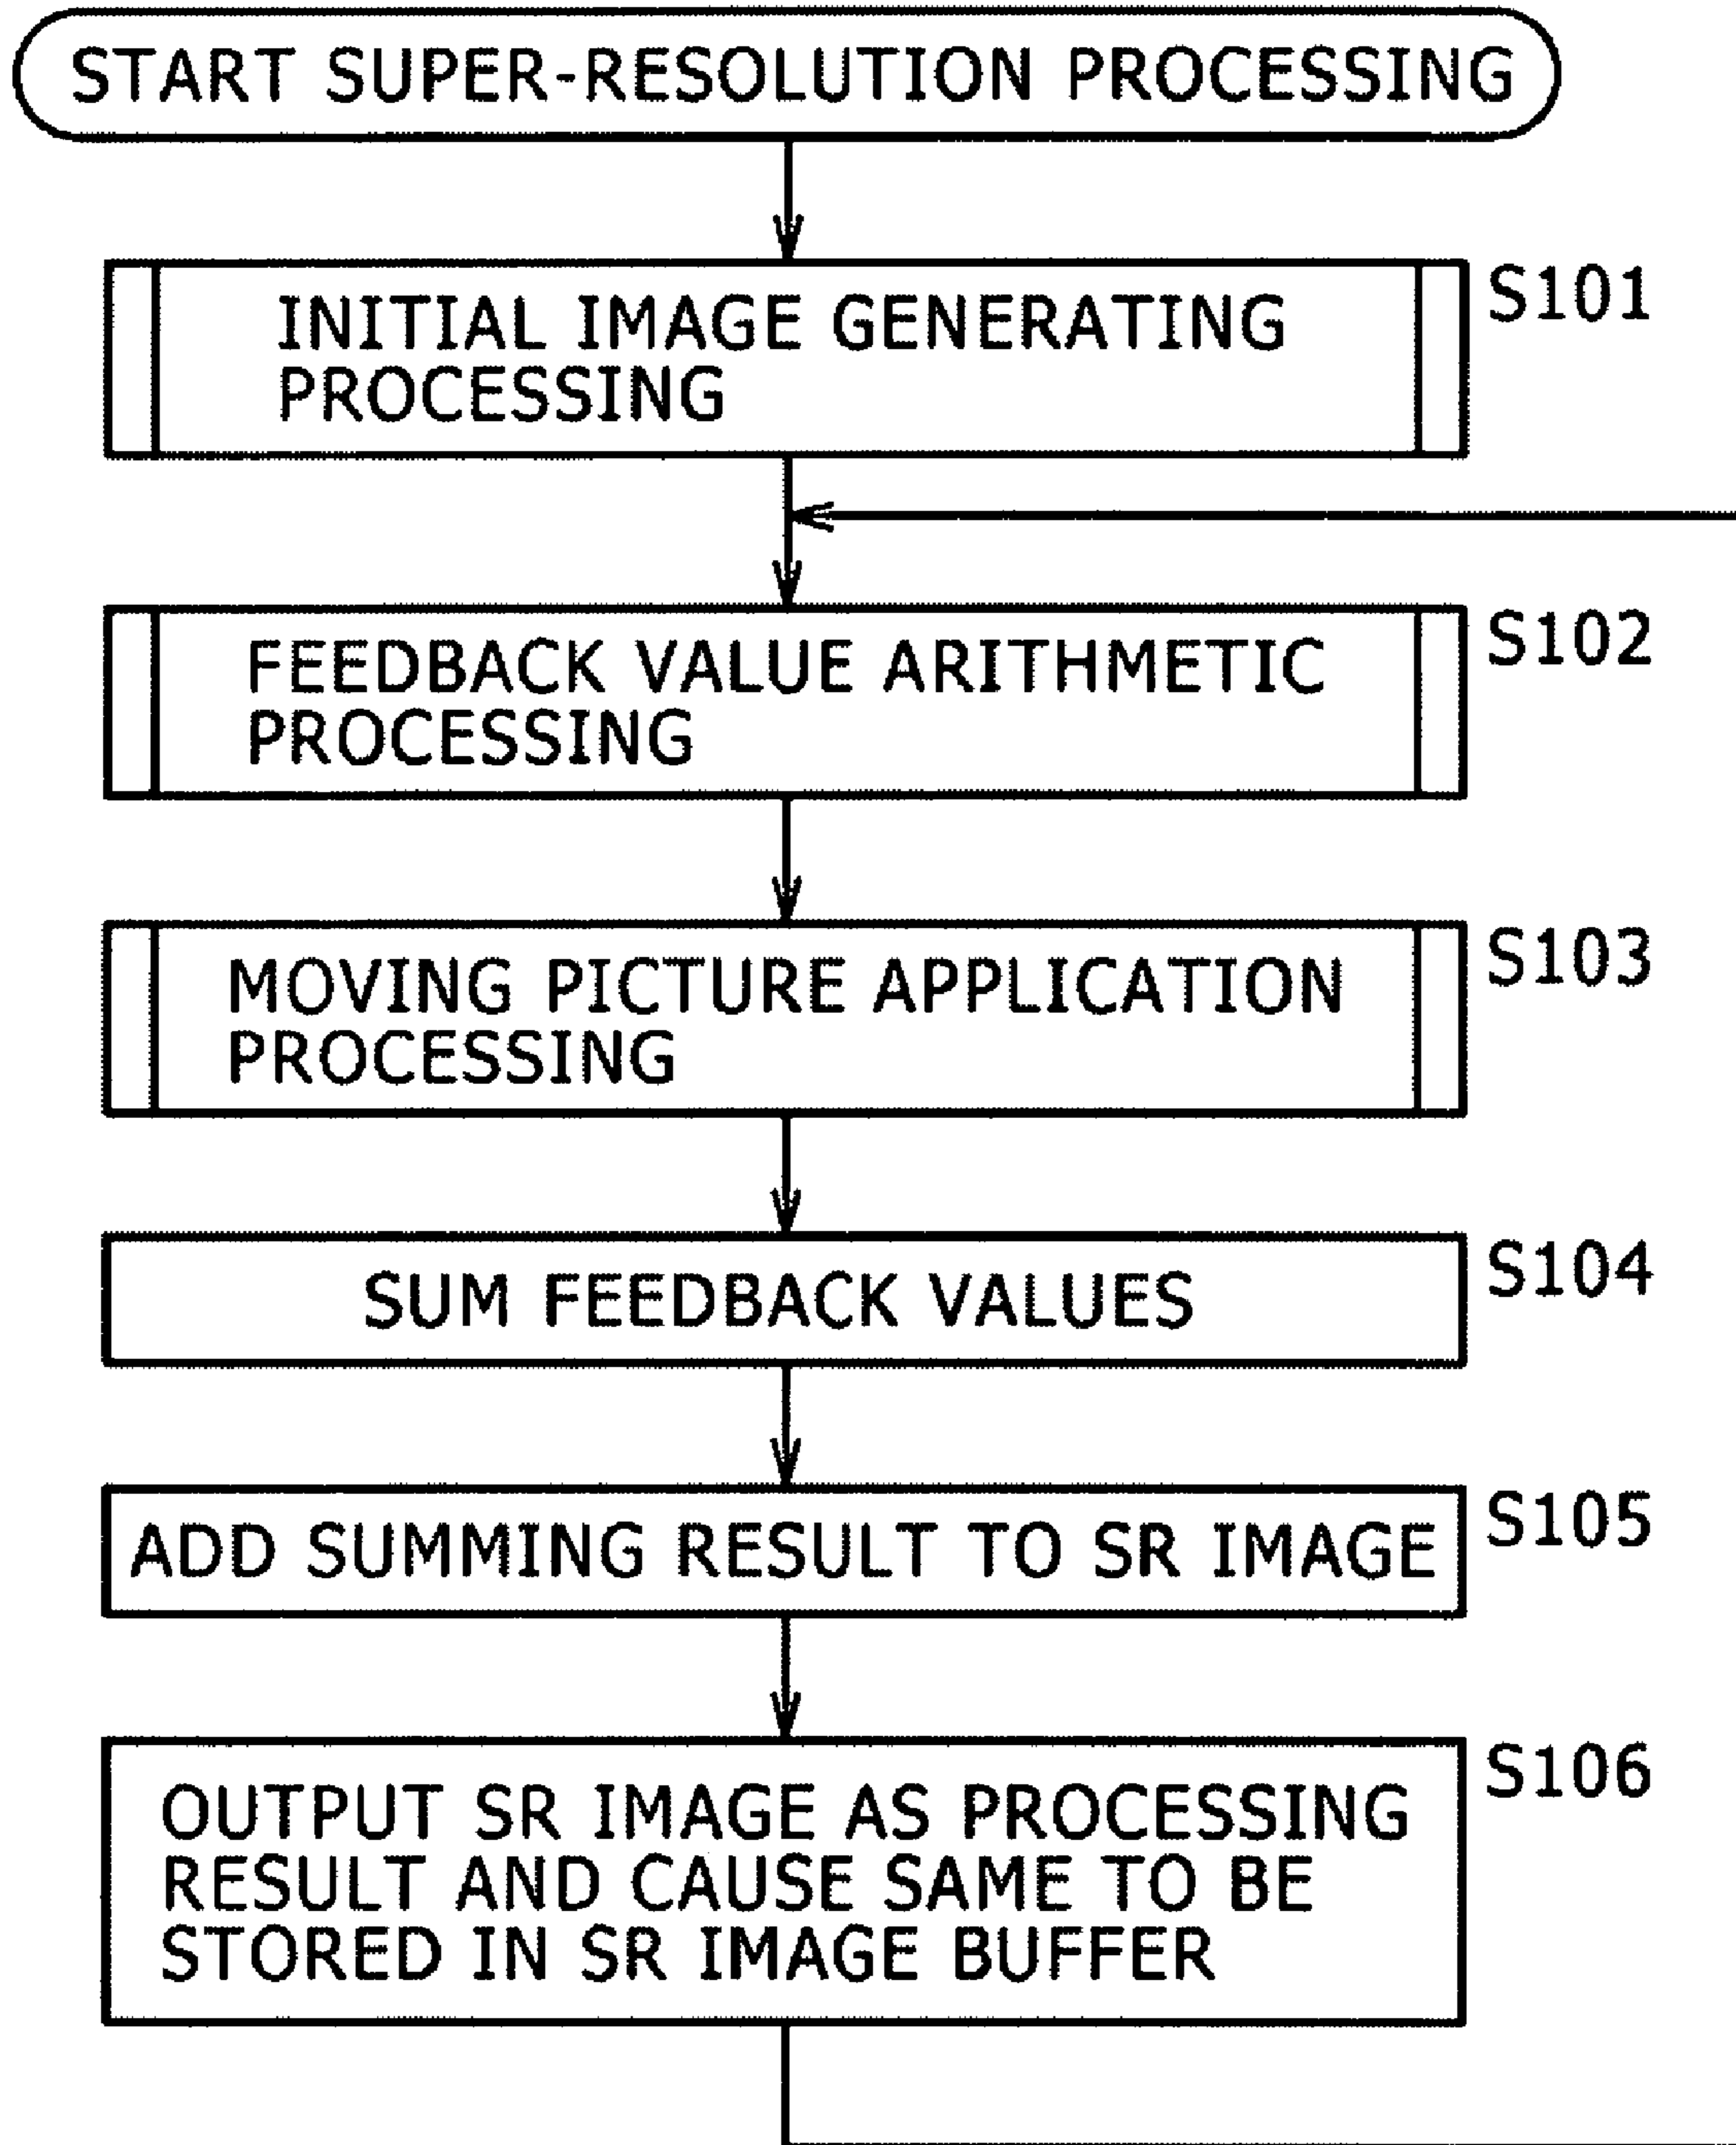 START SUPER-RESOLUTION PROCESSING
S101
INITIAL IMAGE GENERATING
PROCESSING
S102
FEEDBACK VALUE ARITHMETIC
PROCESSING
S103
MOVING PICTURE APPLICATION
PROCESSING
S104
SUM FEEDBACK VALUES
S105
ADD SUMMING RESULT TO SR IMAGE
S106
OUTPUT SR IMAGE AS PROCESSING
RESULT AND CAUSE SAME TO BE
STORED IN SR IMAGE BUFFER